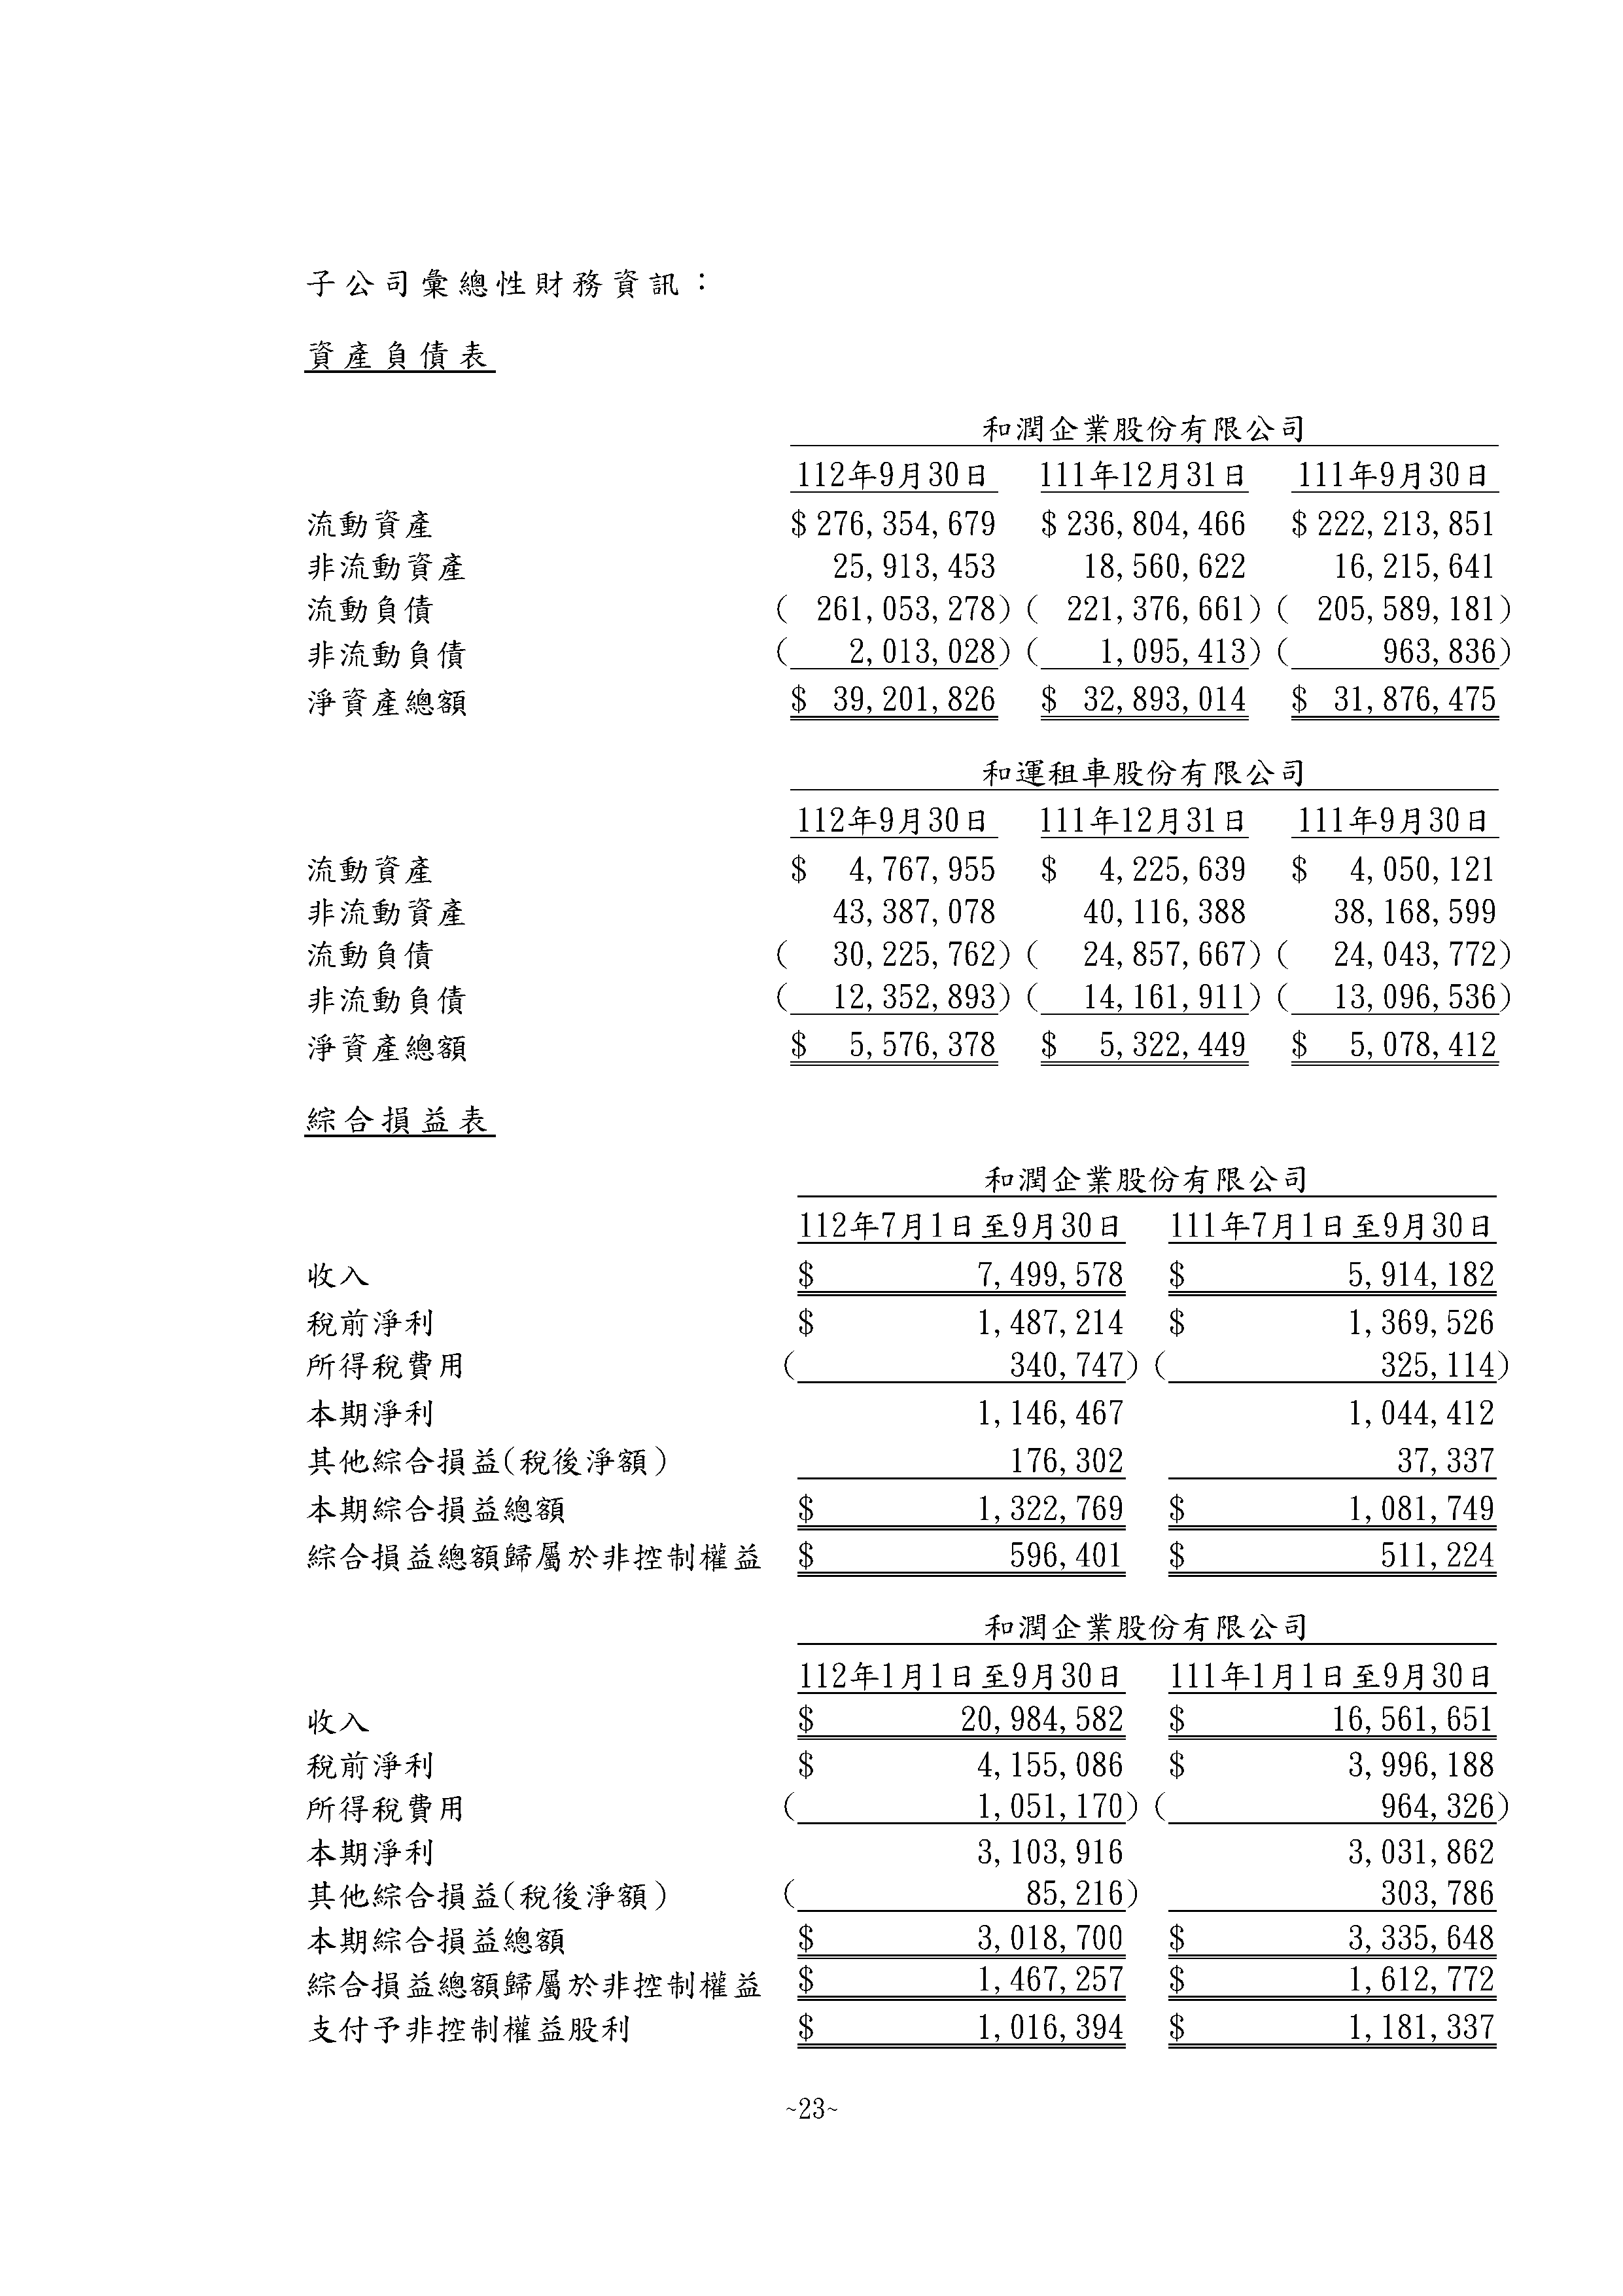 子公司彙總性財務資訊：
資產負債表
和潤企業股份有限公司
112年9月30日 111年12月31日 111年9月30日
流動資產 $ 276,354,679 $ 236,804,466 $ 222,213,851
非流動資產 25,913,453 18,560,622 16,215,641
流動負債 ( 261,053,278) ( 221,376,661) ( 205,589,181)
非流動負債 ( 2,013,028) ( 1,095,413) ( 963,836)
淨資產總額 $ 39,201,826 $ 32,893,014 $ 31,876,475
和運租車股份有限公司
112年9月30日 111年12月31日 111年9月30日
流動資產 $ 4,767,955 $ 4,225,639 $ 4,050,121
非流動資產 43,387,078 40,116,388 38,168,599
流動負債 ( 30,225,762) ( 24,857,667) ( 24,043,772)
非流動負債 ( 12,352,893) ( 14,161,911) ( 13,096,536)
淨資產總額 $ 5,576,378 $ 5,322,449 $ 5,078,412
綜合損益表
和潤企業股份有限公司
112年7月1日至9月30日 111年7月1日至9月30日
收入 $ 7,499,578 $ 5,914,182
稅前淨利 $ 1,487,214 $ 1,369,526
所得稅費用 ( 340,747) ( 325,114)
本期淨利 1,146,467 1,044,412
其他綜合損益(稅後淨額) 176,302 37,337
本期綜合損益總額 $ 1,322,769 $ 1,081,749
綜合損益總額歸屬於非控制權益 $ 596,401 $ 511,224
和潤企業股份有限公司
112年1月1日至9月30日 111年1月1日至9月30日
收入 $ 20,984,582 $ 16,561,651
稅前淨利 $ 4,155,086 $ 3,996,188
所得稅費用 ( 1,051,170) ( 964,326)
本期淨利 3,103,916 3,031,862
其他綜合損益(稅後淨額) ( 85,216) 303,786
本期綜合損益總額 $ 3,018,700 $ 3,335,648
綜合損益總額歸屬於非控制權益 $ 1,467,257 $ 1,612,772
支付予非控制權益股利 $ 1,016,394 $ 1,181,337
~23~